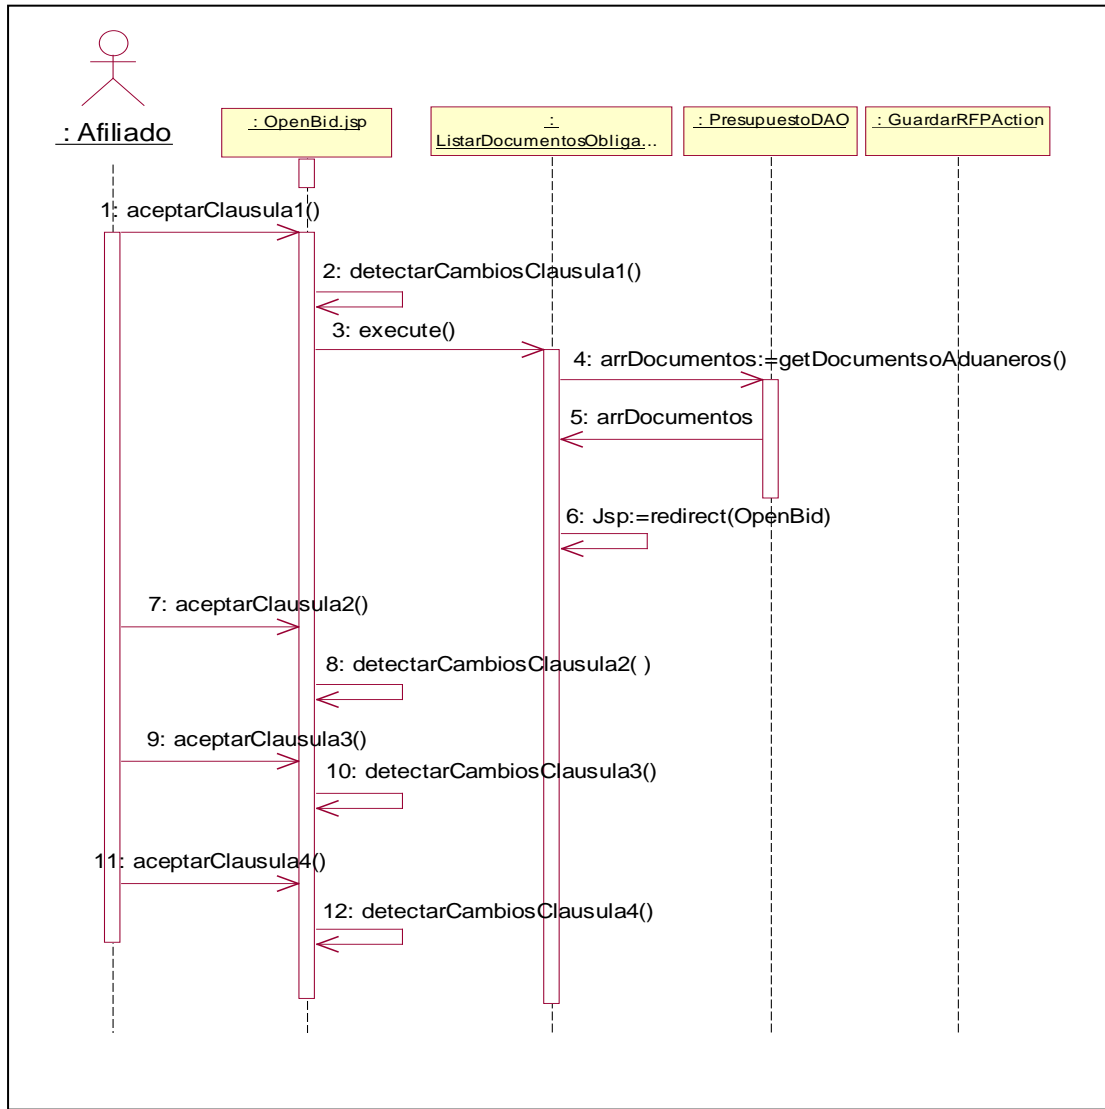 : Afiliado
: OpenBid.jsp
:
ListarDocumentosObliga...
: PresupuestoDAO
: GuardarRFPAction
1: aceptarClausula1()
2: detectarCambiosClausula1()
3: execute()
4: arrDocumentos:=getDocumentsoAduaneros()
5: arrDocumentos
6: Jsp:=redirect(OpenBid)
7: aceptarClausula2()
8: detectarCambiosClausula2( )
9: aceptarClausula3()
10: detectarCambiosClausula3()
11: aceptarClausula4()
12: detectarCambiosClausula4()